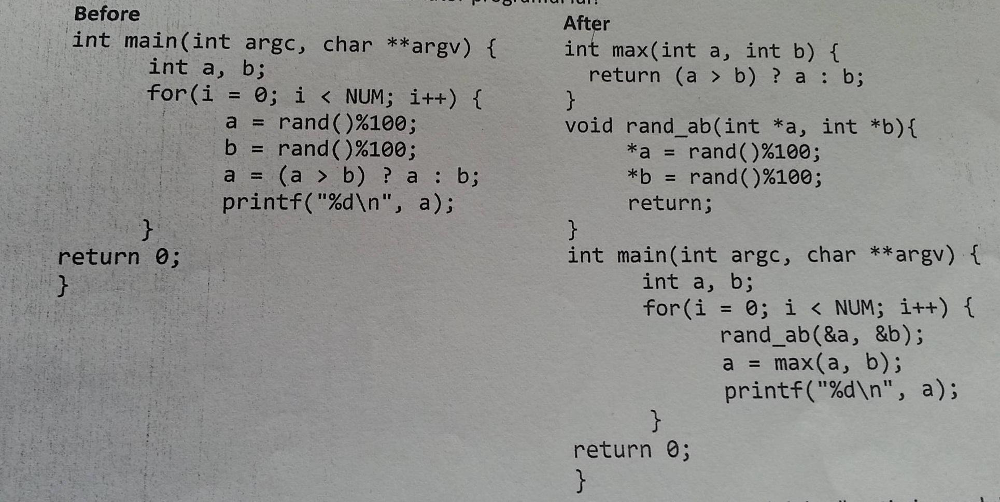 Before
int main(int argc, char **argv) {
int a, b;
for(i = 0; i < NUM; i++) {
a = rand()%100;
b = rand()%100;
a = (a > b) ? a : b;
printf("%d\n", a);
}
return 0;
}
After
int max(int a, int b) {
return (a > b) ? a : b;
}
void rand_ab(int *a, int *b){
*a = rand()%100;
*b = rand()%100;
return;
}
int main(int argc, char **argv) {
int a, b;
for(i = 0; i < NUM; i++) {
rand_ab(&a, &b);
a = max(a, b);
printf("%d\n", a);
}
return 0;
}